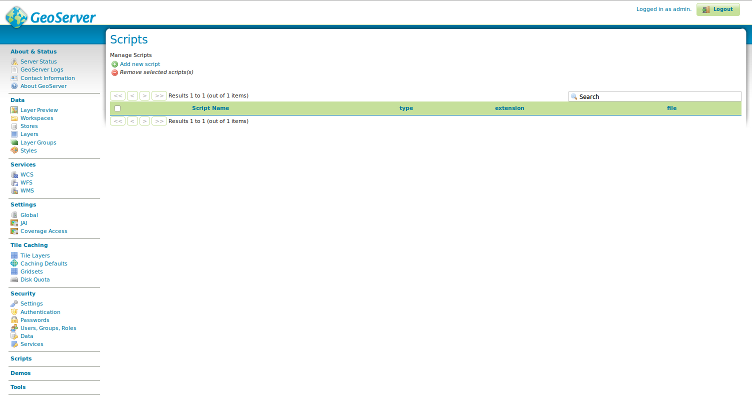 GeoServer
Logged in as admin.
Logout
About & Status
Server Status
GeoServer Logs
Contact Information
About GeoServer
Data
Layer Preview
Workspaces
Stores
Layers
Layer Groups
Styles
Services
WCS
WFS
WMS
Settings
Global
JAI
Coverage Access
Tile Caching
Tile Layers
Caching Defaults
Gridsets
Disk Quota
Security
Settings
Authentication
Passwords
Users, Groups, Roles
Data
Services
Scripts
Demos
Tools
Scripts
Manage Scripts
Add new script
Remove selected scripts(s)
<< < > >> Results 1 to 1 (out of 1 items)
Search
Script Name type extension file
<< < > >> Results 1 to 1 (out of 1 items)